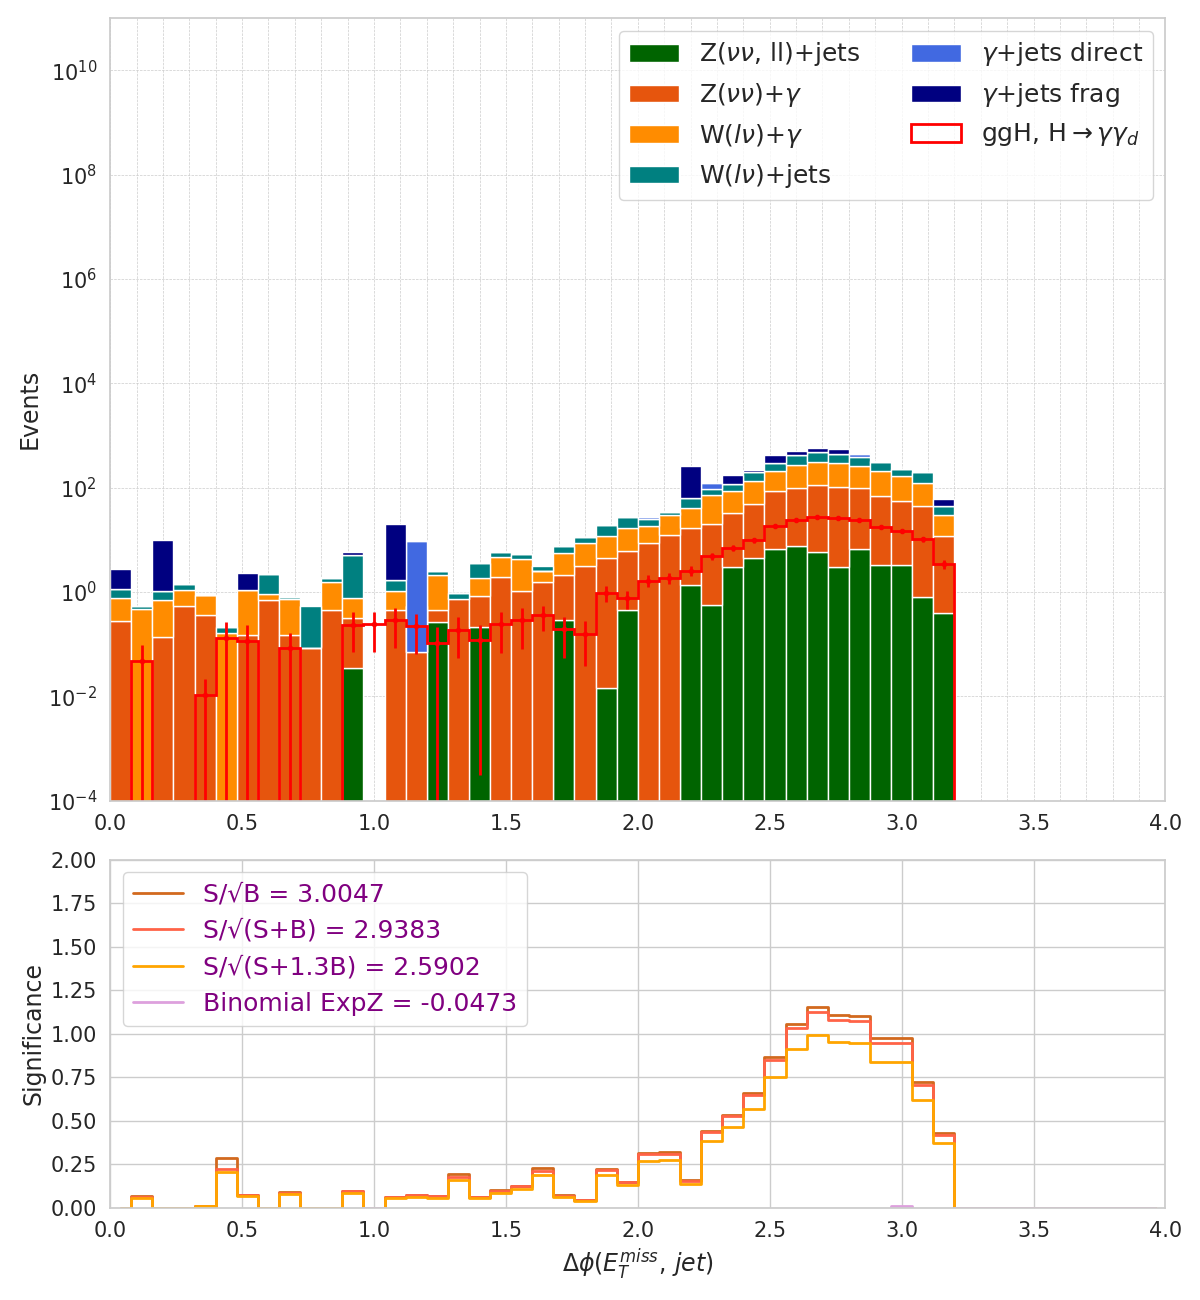 10¹⁰
10⁸
10⁶
10⁴
10²
10⁰
10⁻²
10⁻⁴
Events
Z(νν, ll)+jets
Z(νν)+γ
W(lν)+γ
W(lν)+jets
γ+jets direct
γ+jets frag
ggH, H→γγ_d
0.0 0.5 1.0 1.5 2.0 2.5 3.0 3.5 4.0
2.00
1.75
1.50
1.25
1.00
0.75
0.50
0.25
0.00
Significance
S/√B = 3.0047
S/√(S+B) = 2.9383
S/√(S+1.3B) = 2.5902
Binomial ExpZ = -0.0473
0.0 0.5 1.0 1.5 2.0 2.5 3.0 3.5 4.0
Δϕ(E_T^miss, jet)